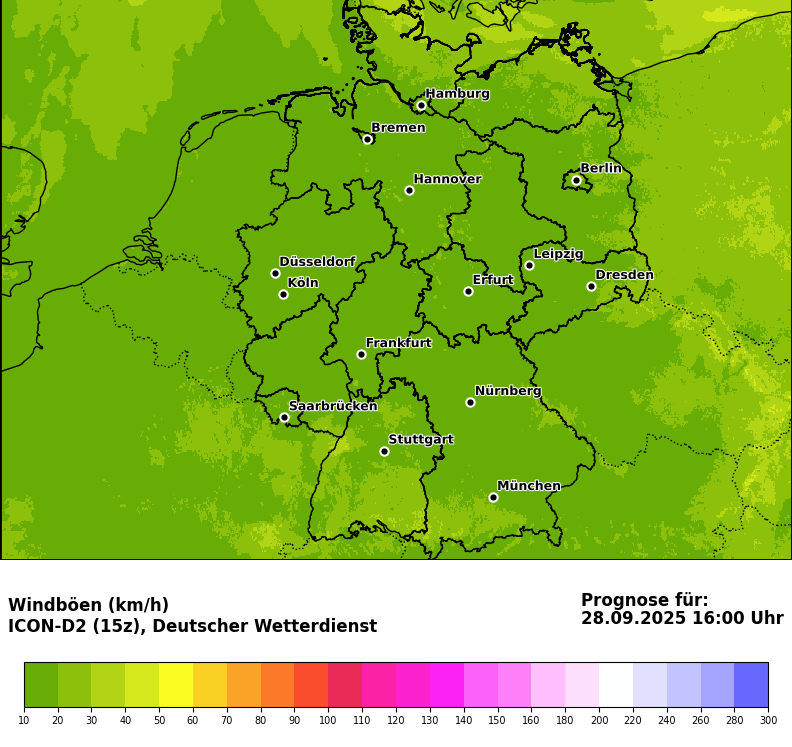 Hamburg
Bremen
Hannover
Berlin
Düsseldorf
Köln
Leipzig
Erfurt
Dresden
Frankfurt
Nürnberg
Saarbrücken
Stuttgart
München
Windböen (km/h)
ICON-D2 (15z), Deutscher Wetterdienst
Prognose für:
28.09.2025 16:00 Uhr
10 20 30 40 50 60 70 80 90 100 110 120 130 140 150 160 180 200 220 240 260 280 300